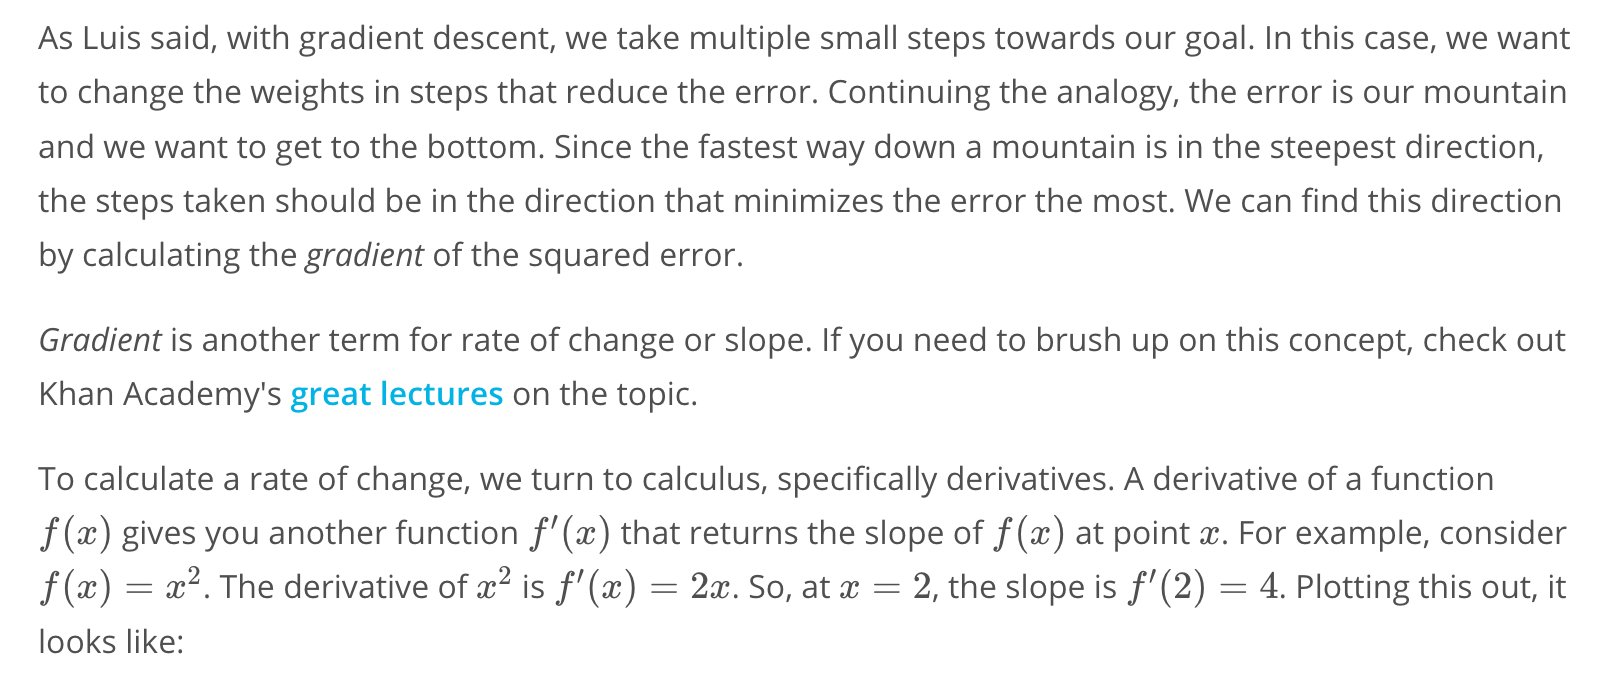 As Luis said, with gradient descent, we take multiple small steps towards our goal. In this case, we want
to change the weights in steps that reduce the error. Continuing the analogy, the error is our mountain
and we want to get to the bottom. Since the fastest way down a mountain is in the steepest direction,
the steps taken should be in the direction that minimizes the error the most. We can find this direction
by calculating the gradient of the squared error.
Gradient is another term for rate of change or slope. If you need to brush up on this concept, check out
Khan Academy's great lectures on the topic.
To calculate a rate of change, we turn to calculus, specifically derivatives. A derivative of a function
f(x) gives you another function f′(x) that returns the slope of f(x) at point x. For example, consider
f(x) = x². The derivative of x² is f′(x) = 2x. So, at x = 2, the slope is f′(2) = 4. Plotting this out, it
looks like: